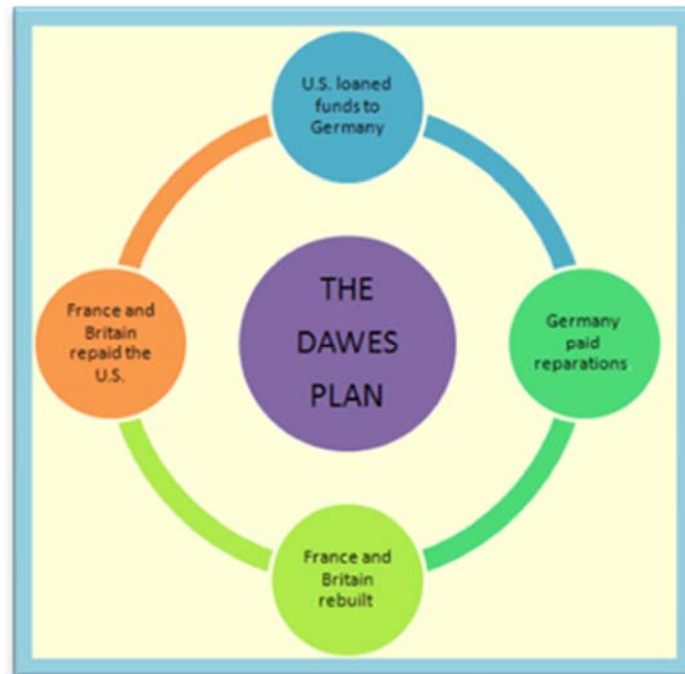 U.S. loaned
funds to
Germany
THE
DAWES
PLAN
Germany
paid
reparations
France and
Britain
rebuilt
France and
Britain
repaid the
U.S.